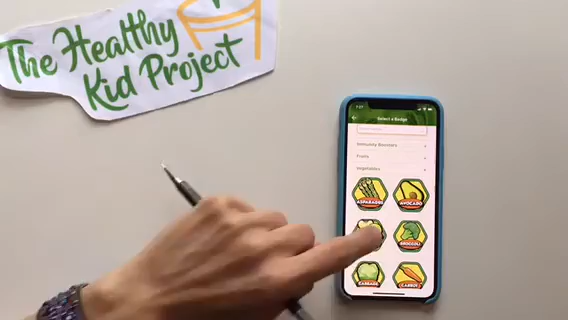 The Healthy
Kid Project
Select a Badge
Immunity Boosters
Fruits
Vegetables
ASPARAGUS
AVOCADO
BROCCOLI
CABBAGE
CARROT